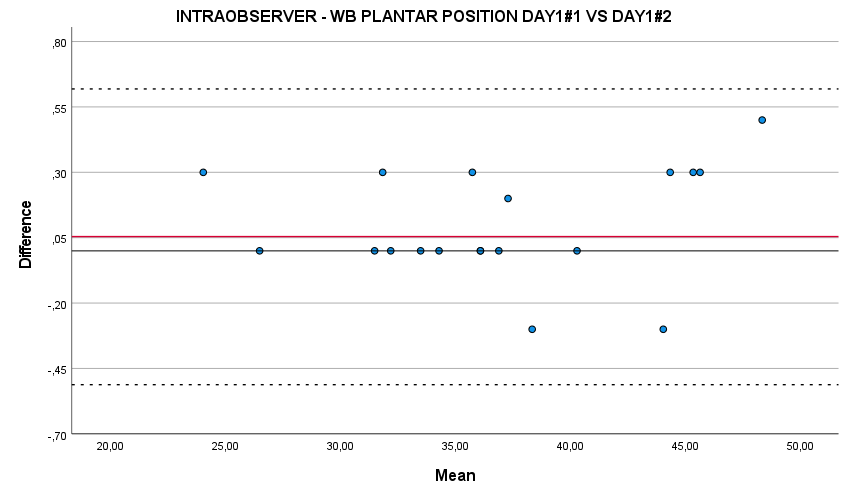 INTRAOBSERVER - WB PLANTAR POSITION DAY1#1 VS DAY1#2
,80
,55
,30
,05
-,20
-,45
-,70
Difference
20,00 25,00 30,00 35,00 40,00 45,00 50,00
Mean